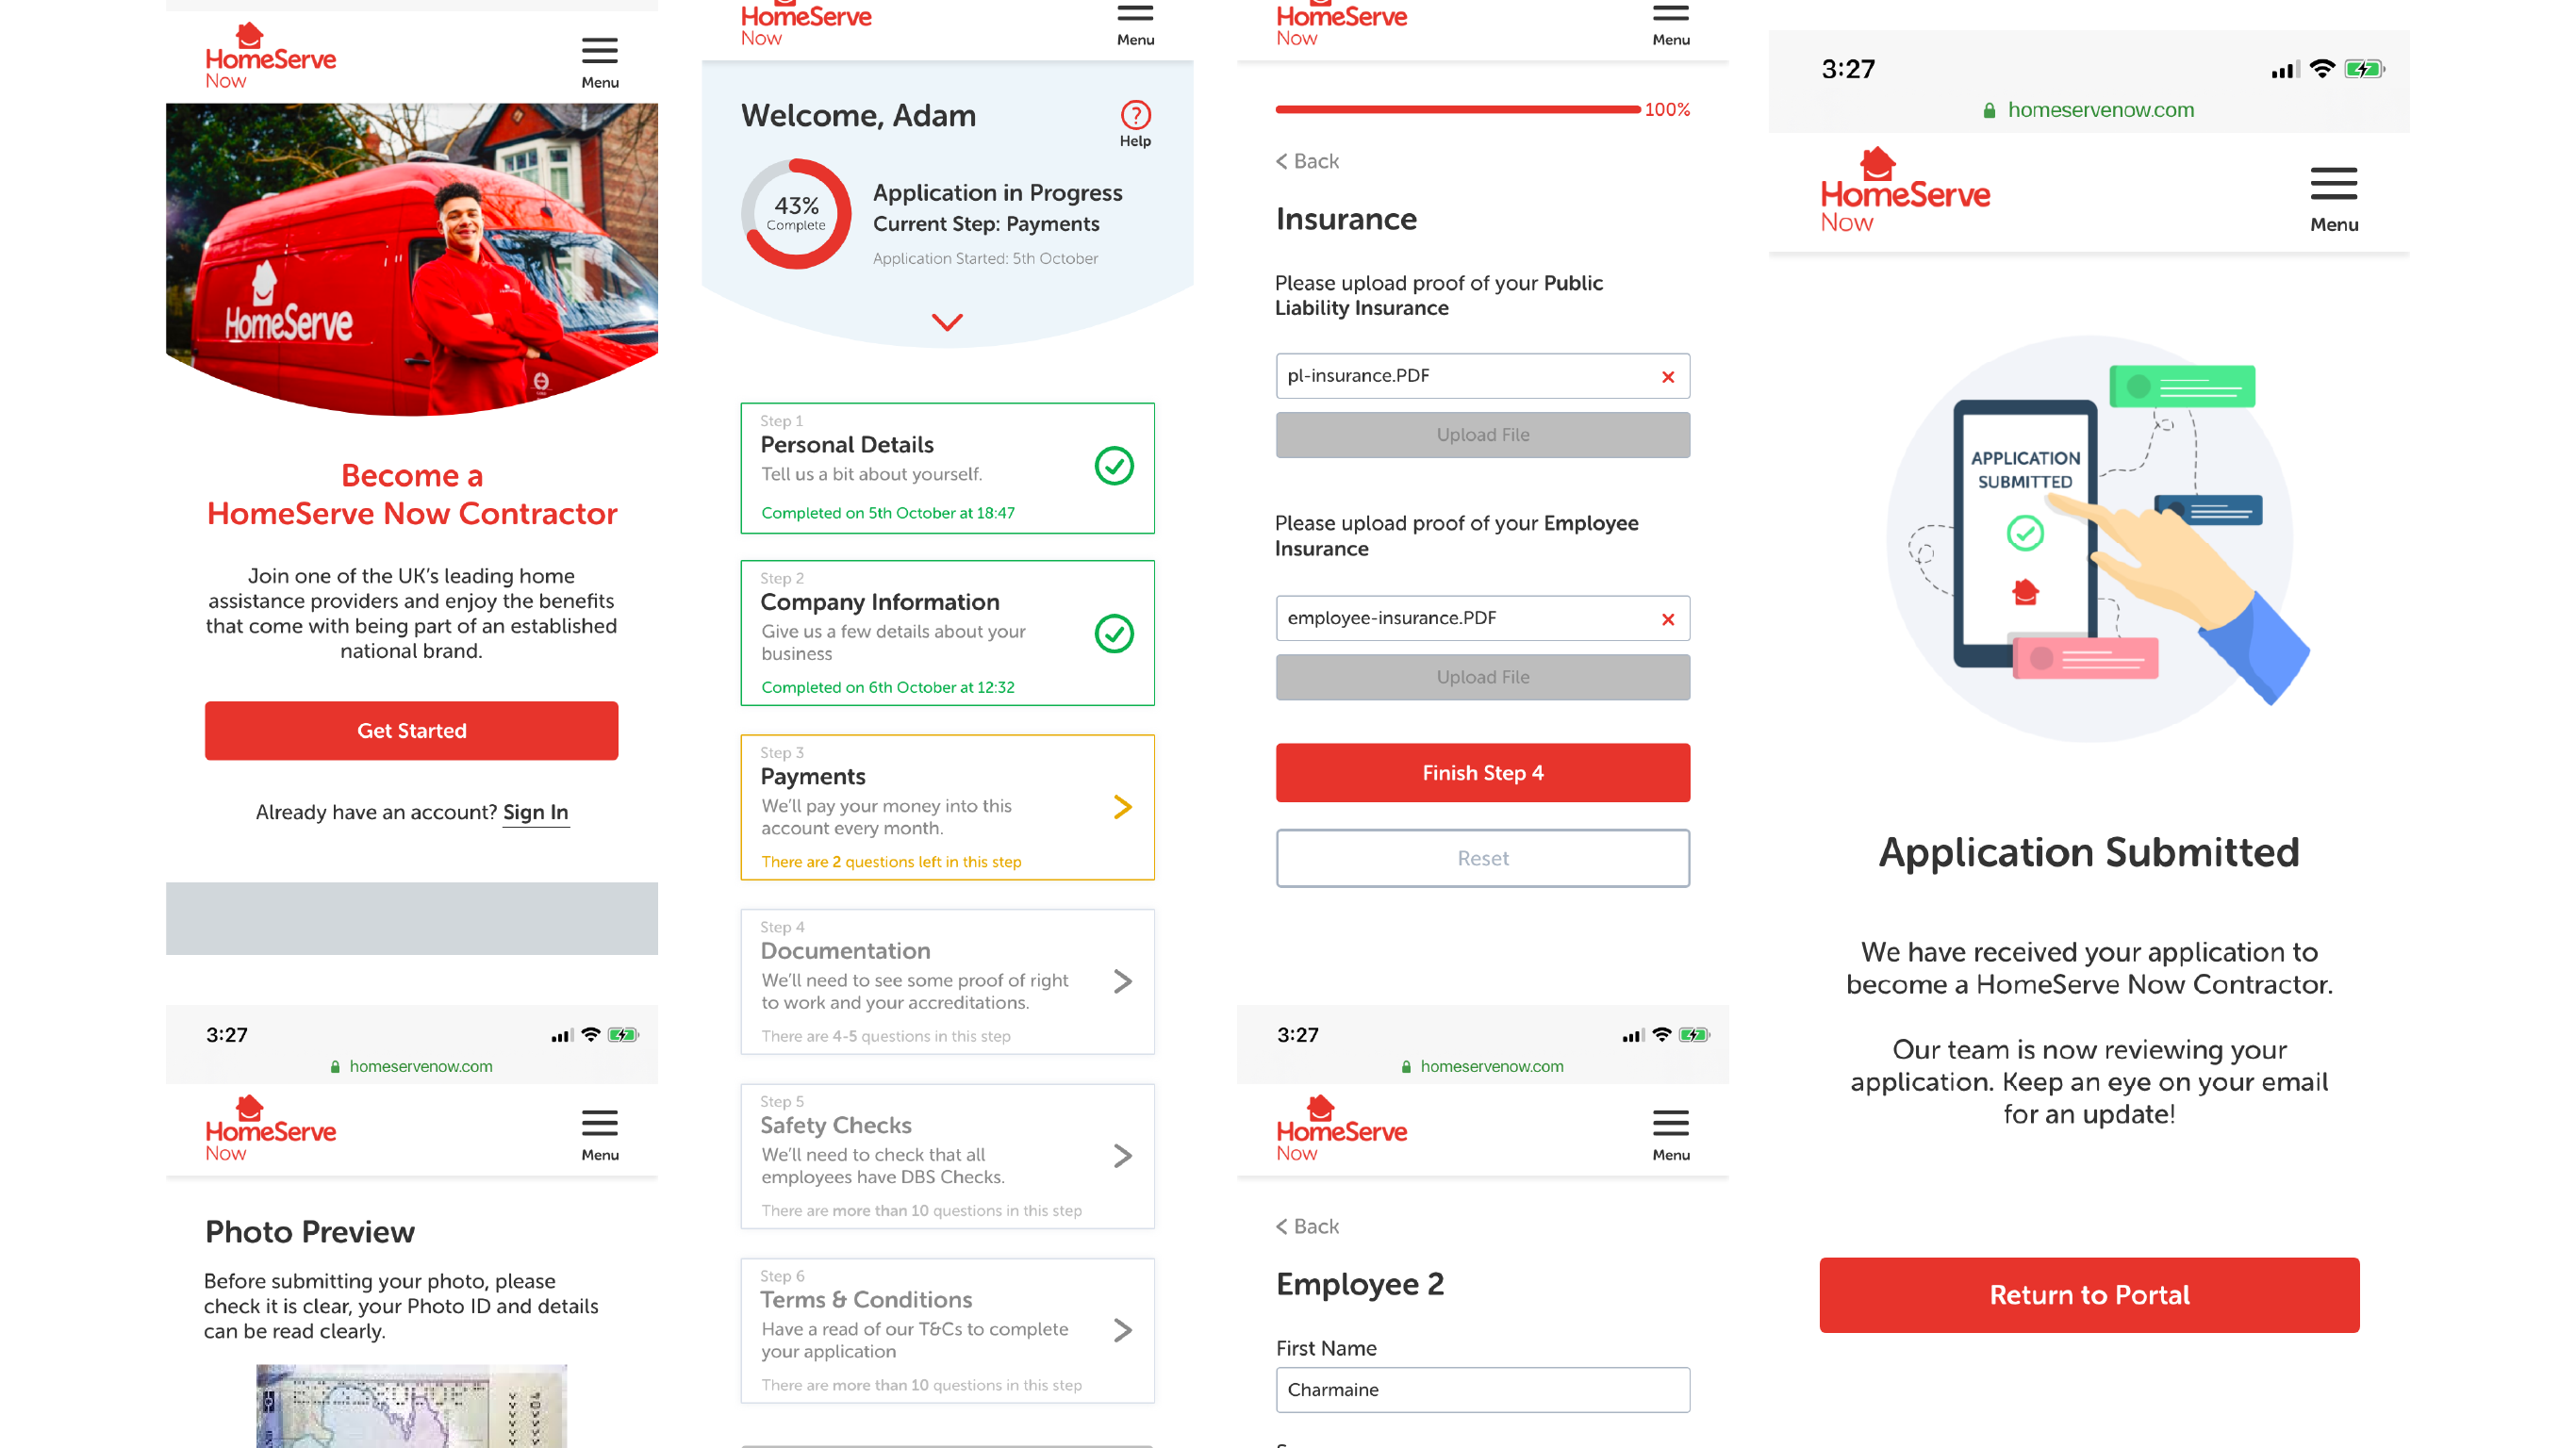 HomeServe
Now
Menu
HomeServe
Become a
HomeServe Now Contractor
Join one of the UK's leading home
assistance providers and enjoy the benefits
that come with being part of an established
national brand.
Get Started
Already have an account? Sign In
3:27
homeservenow.com
HomeServe
Now
Menu
Photo Preview
Before submitting your photo, please
check it is clear, your Photo ID and details
can be read clearly.
HomeServe
Now
Menu
Welcome, Adam
Help
43%
Complete
Application in Progress
Current Step: Payments
Application Started: 5th October
Step 1
Personal Details
Tell us a bit about yourself.
Completed on 5th October at 18:47
Step 2
Company Information
Give us a few details about your
business
Completed on 6th October at 12:32
Step 3
Payments
We'll pay your money into this
account every month.
There are 2 questions left in this step
Step 4
Documentation
We'll need to see some proof of right
to work and your accreditations.
There are 4-5 questions in this step
Step 5
Safety Checks
We'll need to check that all
employees have DBS Checks.
There are more than 10 questions in this step
Step 6
Terms & Conditions
Have a read of our T&Cs to complete
your application
There are more than 10 questions in this step
HomeServe
Now
Menu
100%
< Back
Insurance
Please upload proof of your Public
Liability Insurance
pl-insurance.PDF
Upload File
Please upload proof of your Employee
Insurance
employee-insurance.PDF
Upload File
Finish Step 4
Reset
3:27
homeservenow.com
HomeServe
Now
Menu
< Back
Employee 2
First Name
Charmaine
3:27
homeservenow.com
HomeServe
Now
Menu
APPLICATION
SUBMITTED
Application Submitted
We have received your application to
become a HomeServe Now Contractor.
Our team is now reviewing your
application. Keep an eye on your email
for an update!
Return to Portal